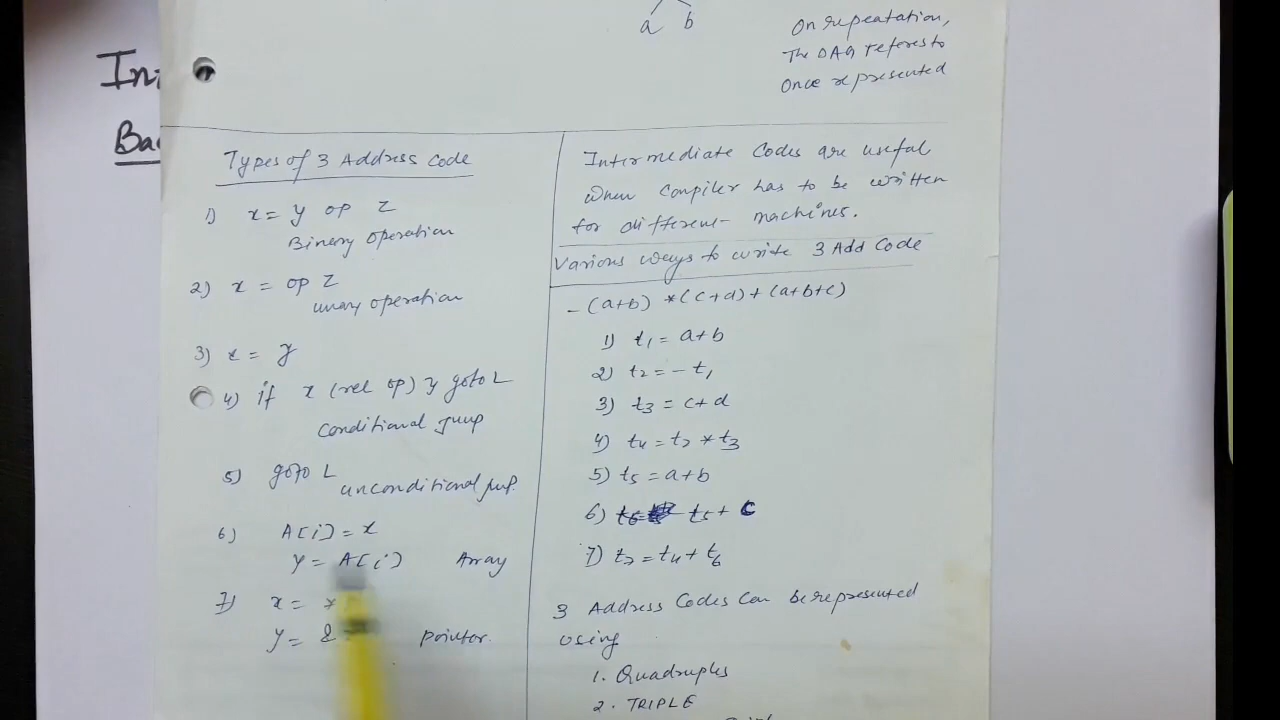 a b
On repeatation,
The DAG referes to
Once represented
In
Ba
Types of 3 Address Code
1) x = y op z
Binary operation
2) x = op z
unary operation
3) x = y
4) if x (rel op) y goto L
Conditional Jump
5) goto L
unconditional
6) A[i] = x
y = A[i] Array
7) x = *
y = & pointer.
Intermediate Codes are useful
when Compiler has to be written
for different machines.
Various ways to write 3 Add Code
- (a+b) * (c+d) + (a+b+c)
1) t1 = a+b
2) t2 = - t1
3) t3 = c+d
4) t4 = t2 * t3
5) t5 = a+b
6) t5 + c
7) t7 = t4 + t6
3 Address Codes Can be represented
using
1. Quadruples
2. TRIPLE